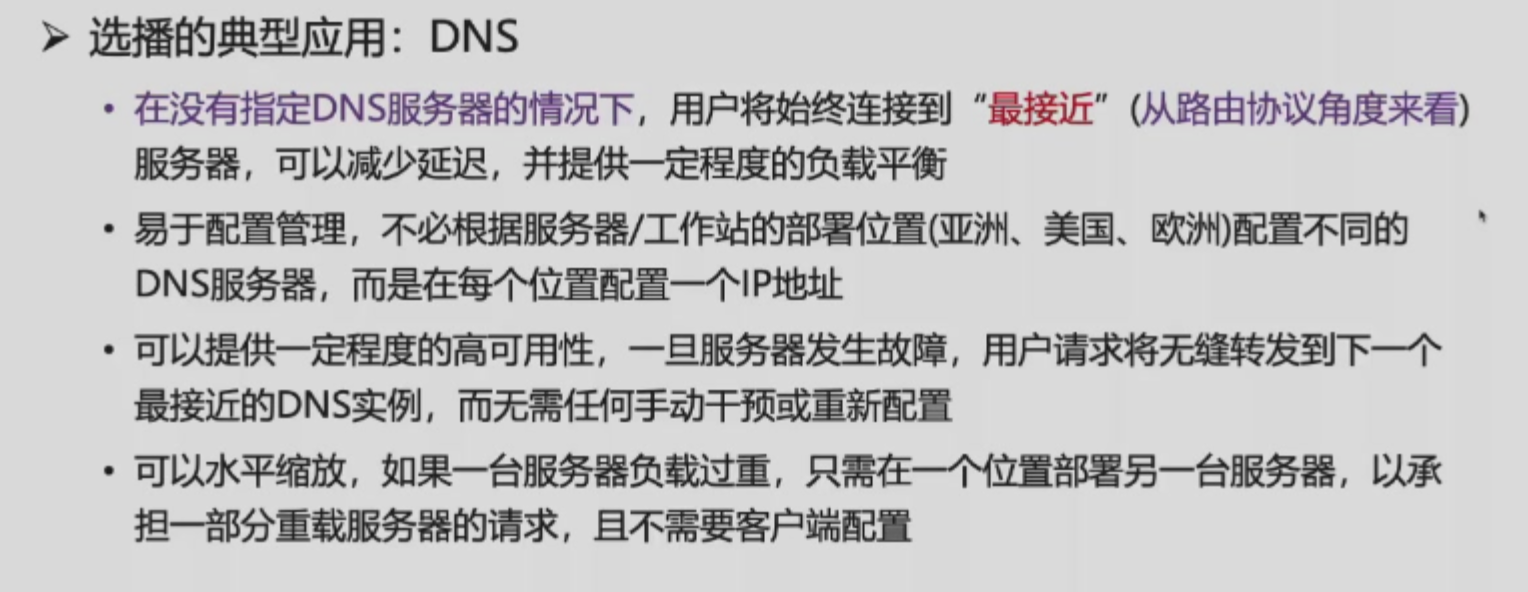 ➢ 选播的典型应用：DNS
• 在没有指定DNS服务器的情况下，用户将始终连接到“最接近”(从路由协议角度来看)
服务器，可以减少延迟，并提供一定程度的负载平衡
• 易于配置管理，不必根据服务器/工作站的部署位置(亚洲、美国、欧洲)配置不同的
DNS服务器，而是在每个位置配置一个IP地址
• 可以提供一定程度的高可用性，一旦服务器发生故障，用户请求将无缝转发到下一个
最接近的DNS实例，而无需任何手动干预或重新配置
• 可以水平缩放，如果一台服务器负载过重，只需在一个位置部署另一台服务器，以承
担一部分重载服务器的请求，且不需要客户端配置